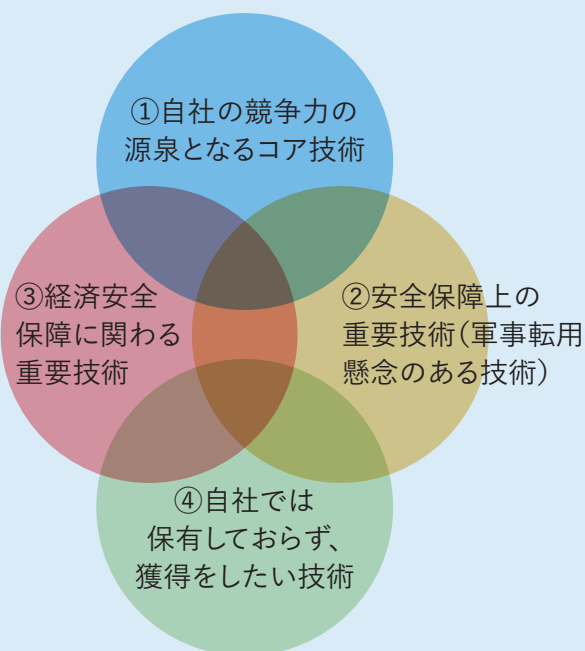 ①自社の競争力の
源泉となるコア技術
③経済安全
保障に関わる
重要技術
②安全保障上の
重要技術(軍事転用
懸念のある技術)
④自社では
保有しておらず、
獲得をしたい技術